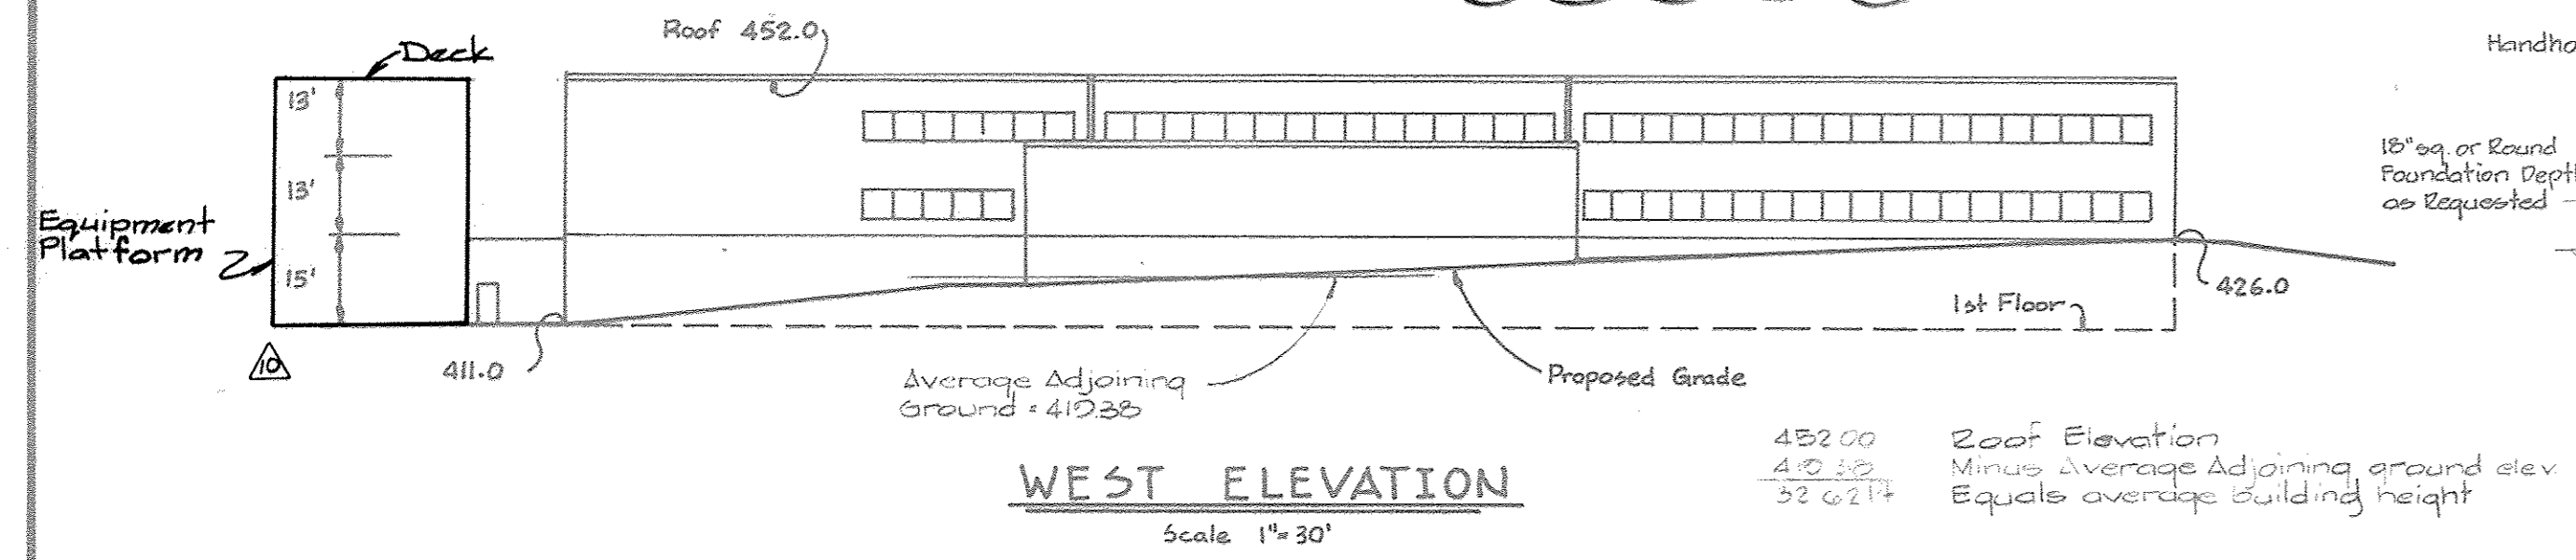 Roof 452.0
Deck
Handho
13'
13'
15'
Equipment
Platform
18" sq. or Round
Foundation Dept
as Requested
426.0
1st Floor
10
411.0
Average Adjoining
Ground = 419.38
Proposed Grade
452.00 Roof Elevation
Minus Average Adjoining ground elev.
Equals average building height
WEST ELEVATION
Scale 1"=30'